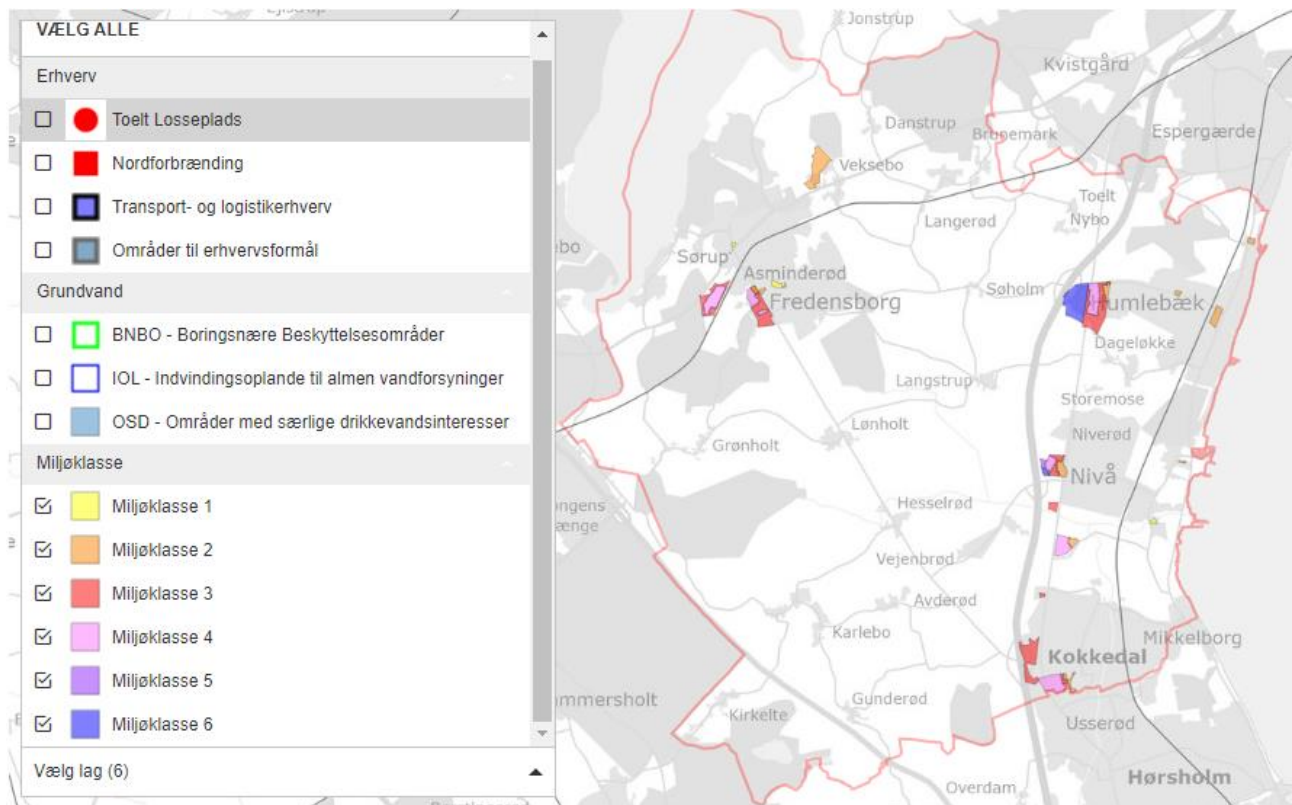 VÆLG ALLE
Erhverv
Toelt Losseplads
Nordforbrænding
Transport- og logistikerhverv
Områder til erhvervsformål
Grundvand
BNBO - Boringsnære Beskyttelsesområder
IOL - Indvindingsoplande til almen vandforsyninger
OSD - Områder med særlige drikkevandsinteresser
Miljøklasse
Miljøklasse 1
Miljøklasse 2
Miljøklasse 3
Miljøklasse 4
Miljøklasse 5
Miljøklasse 6
Vælg lag (6)
Jonstrup
Kvistgård
Danstrup
Brunemark
Espergærde
Veksebo
Toelt
Nybo
Langerød
Sørup
Asminderød
Fredensborg
Søholm
Humlebæk
Dageløkke
Langstrup
Storemose
Grønholt
Lønholt
Niverød
Nivå
Hesselrød
Vejenbrød
Avderød
Karlebo
Mikkelborg
Kokkedal
Gunderød
Kirkelte
Usserød
Hørsholm
Overdam